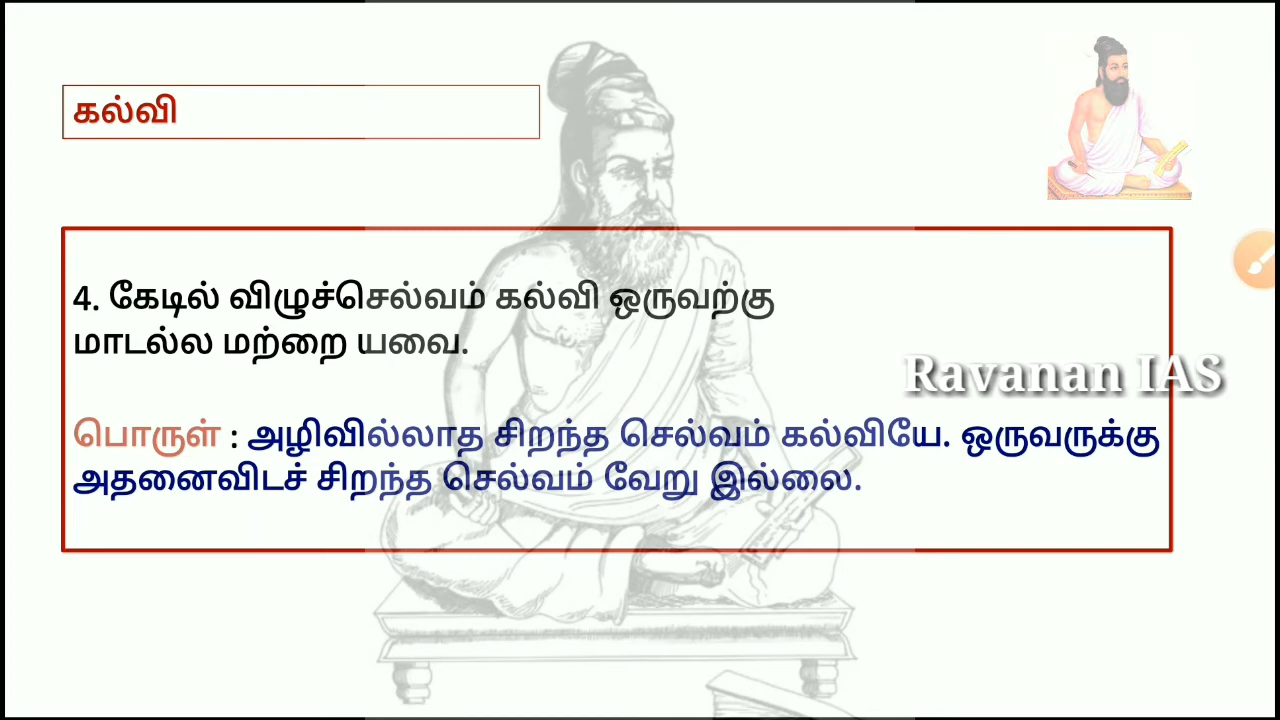 கல்வி
4. கேடில் விழுச்செல்வம் கல்வி ஒருவற்கு
மாடல்ல மற்றை யவை.
Ravanan IAS
பொருள் : அழிவில்லாத சிறந்த செல்வம் கல்வியே. ஒருவருக்கு
அதனைவிடச் சிறந்த செல்வம் வேறு இல்லை.